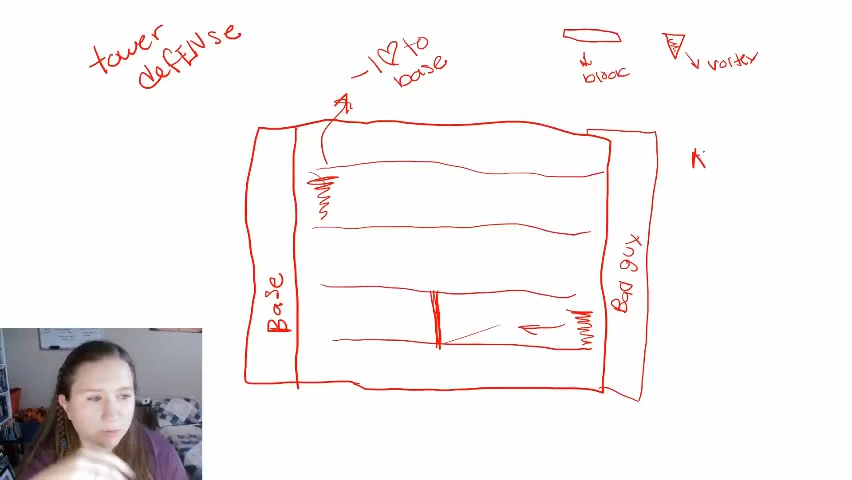 tower
defense
-1♡ to
base
block
vortex
K
Base
Bad guy